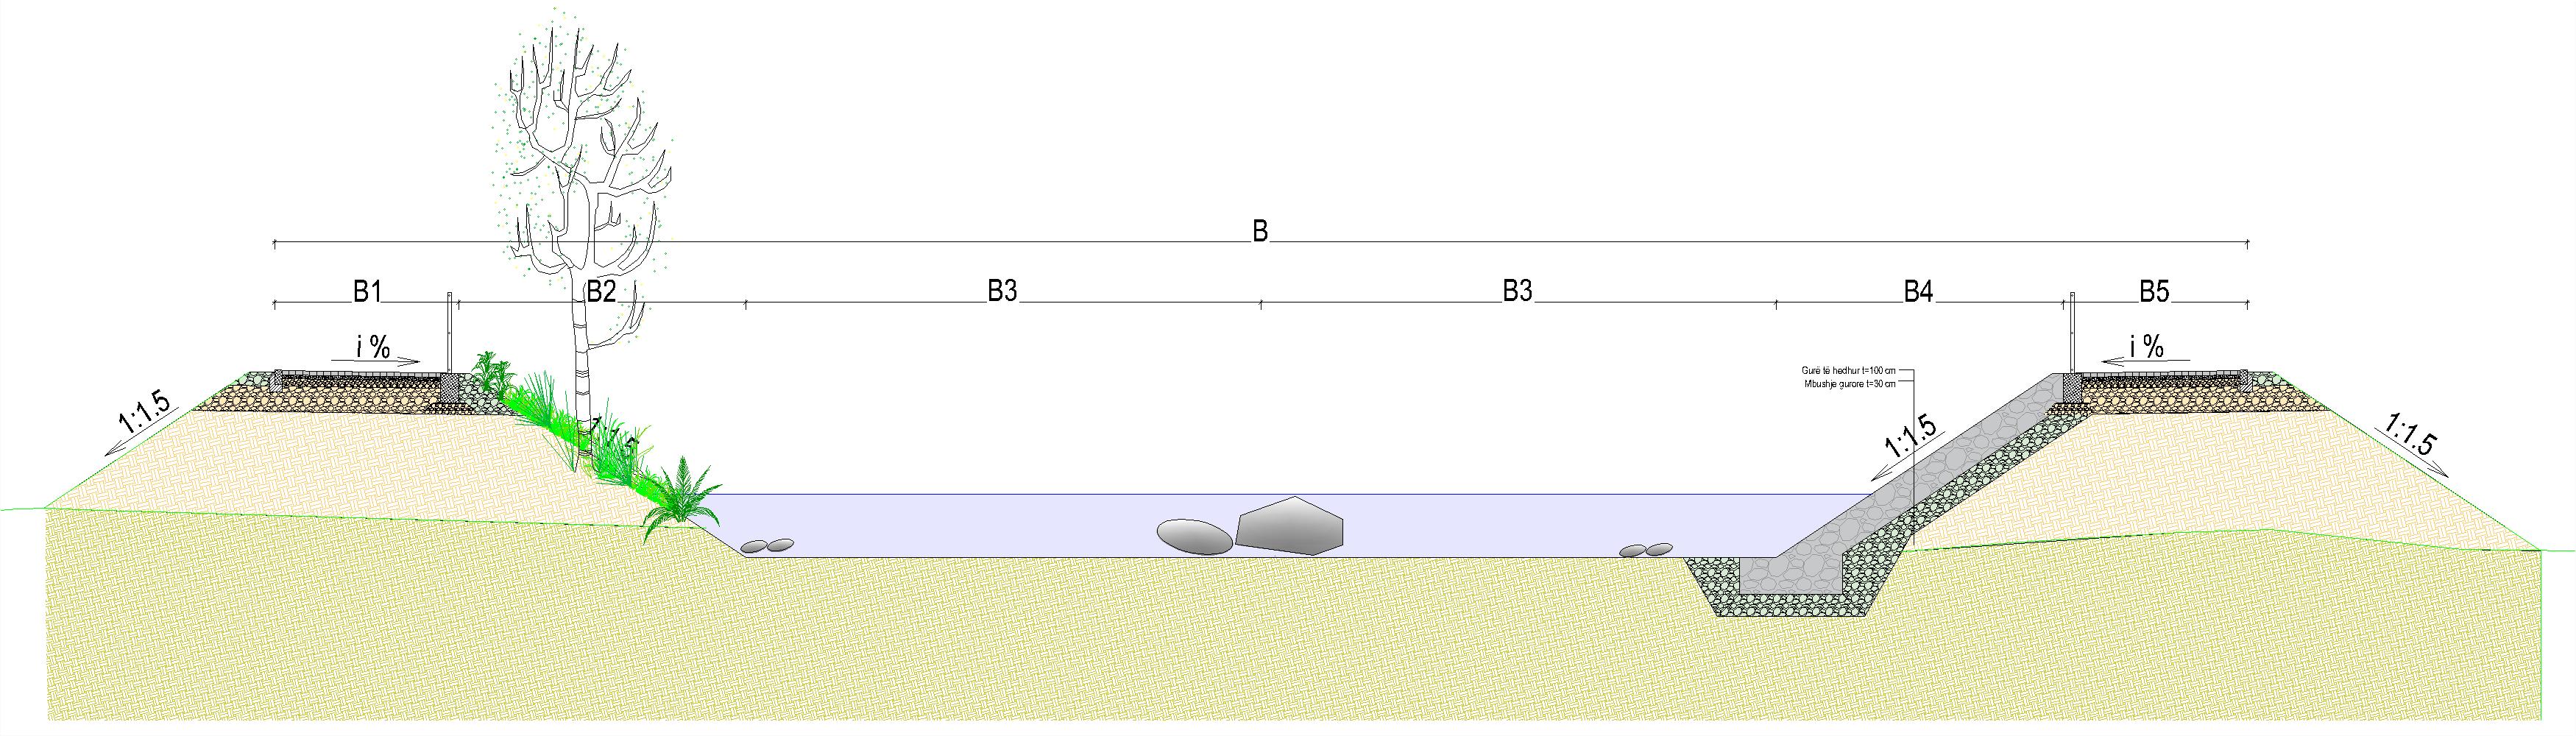 B
B1
B2
B3
B3
B4
B5
i %
i %
Gurë të hedhur t=100 cm
Mbushje gurore t=30 cm
1:1.5
1:1.5
1:1.5
1:1.5